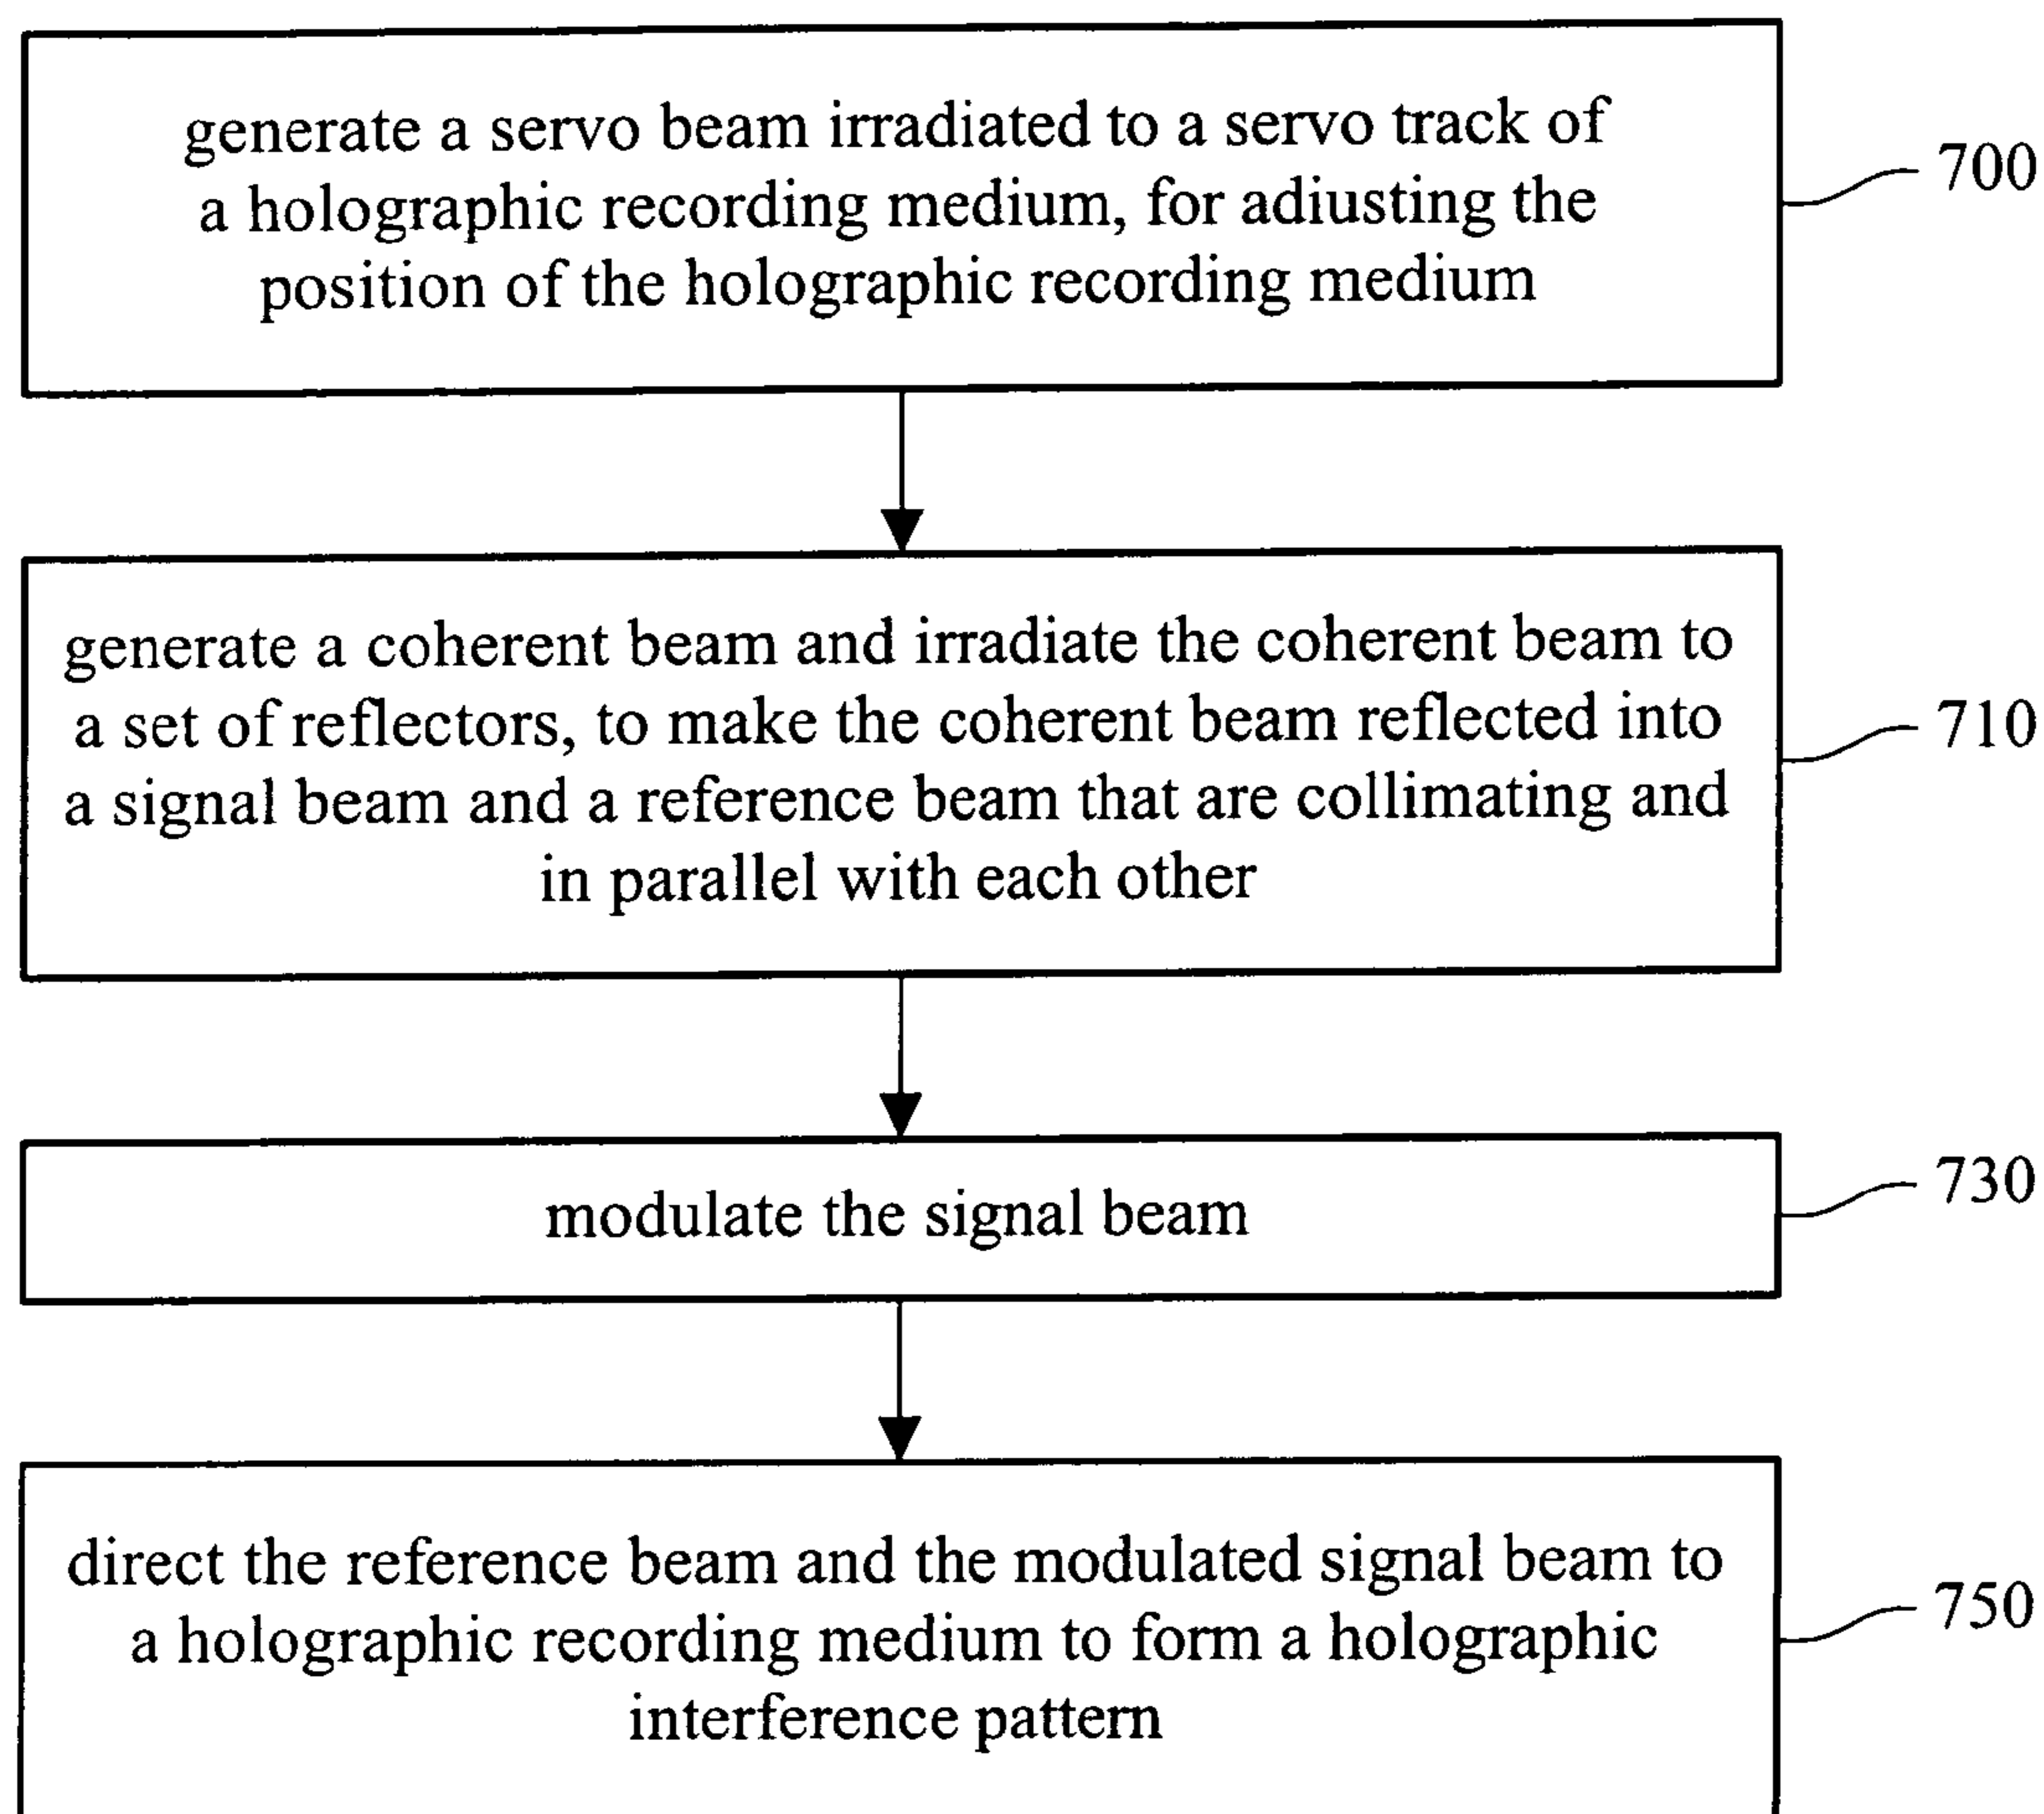 generate a servo beam irradiated to a servo track of
a holographic recording medium, for adiusting the
position of the holographic recording medium
700
generate a coherent beam and irradiate the coherent beam to
a set of reflectors, to make the coherent beam reflected into
a signal beam and a reference beam that are collimating and
in parallel with each other
710
modulate the signal beam
730
direct the reference beam and the modulated signal beam to
a holographic recording medium to form a holographic
interference pattern
750